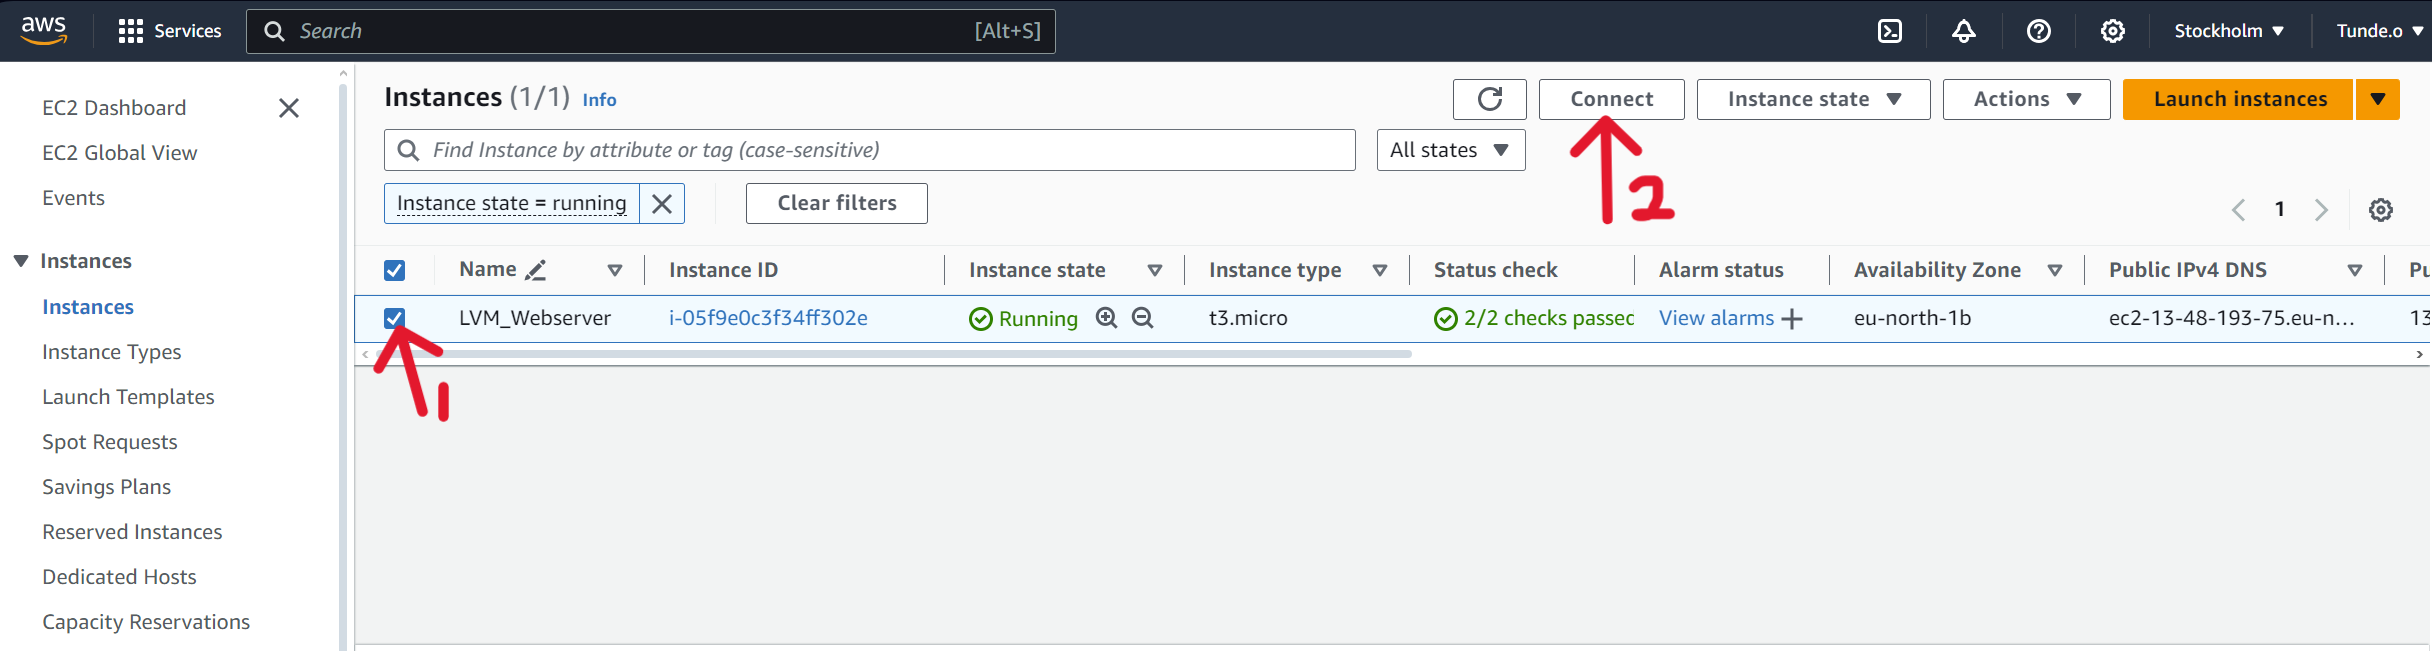 aws Services Search [Alt+S] Stockholm Tunde.o
EC2 Dashboard
EC2 Global View
Events
Instances
Instances
Instance Types
Launch Templates
Spot Requests
Savings Plans
Reserved Instances
Dedicated Hosts
Capacity Reservations
Instances (1/1) Info
Connect Instance state Actions Launch instances
Find Instance by attribute or tag (case-sensitive) All states
2
Instance state = running Clear filters
1
Name Instance ID Instance state Instance type Status check Alarm status Availability Zone Public IPv4 DNS Pu
LVM_Webserver i-05f9e0c3f34ff302e Running t3.micro 2/2 checks passed View alarms eu-north-1b ec2-13-48-193-75.eu-n... 13
1